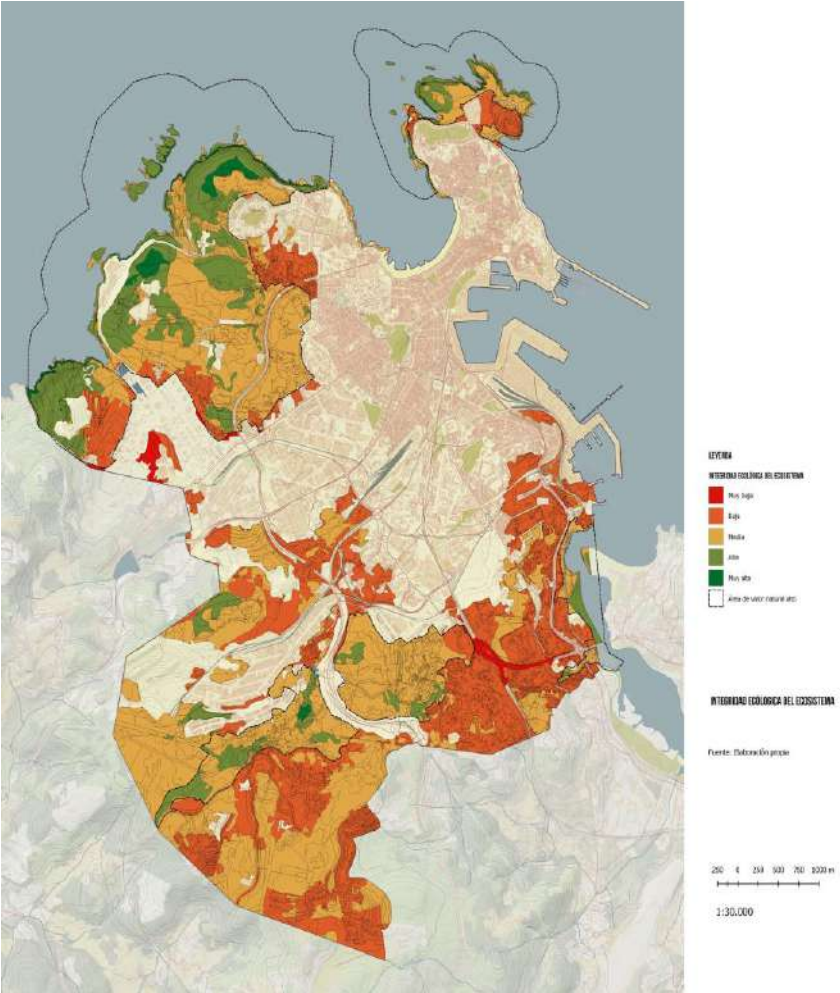 LEYENDA
INTEGRIDAD ECOLÓGICA DEL ECOSISTEMA
Muy baja
Baja
Media
Alta
Muy alta
Área de valor natural alto
INTEGRIDAD ECOLÓGICA DEL ECOSISTEMA
Fuente: Elaboración propia
250 0 250 500 750 1000 m
1:30.000